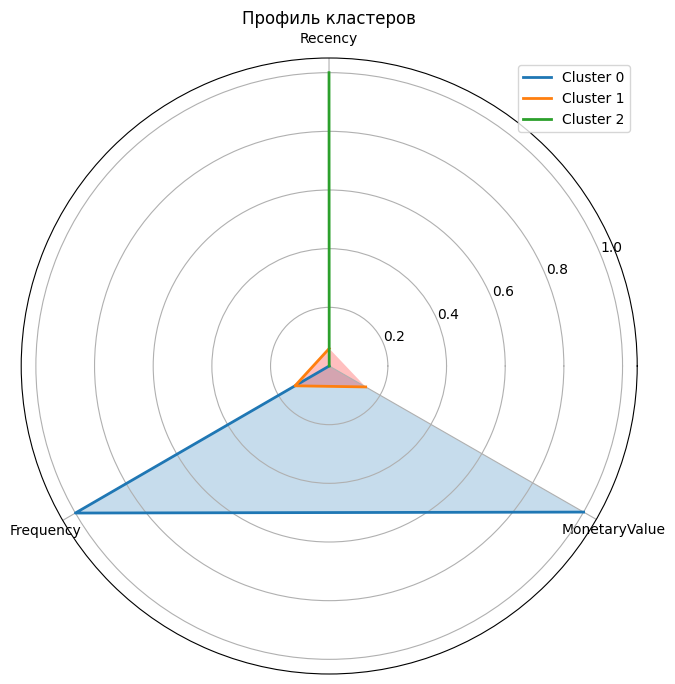 Профиль кластеров
Recency
Cluster 0
Cluster 1
Cluster 2
1.0
0.8
0.6
0.4
0.2
Frequency
MonetaryValue